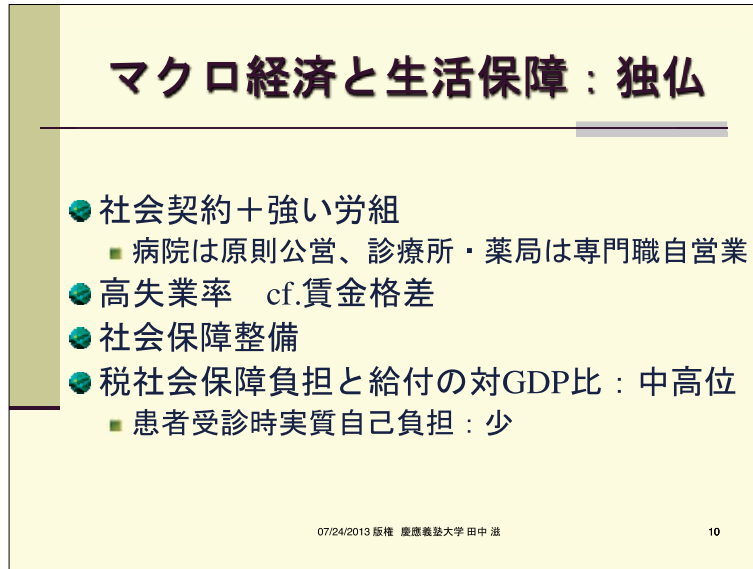 マクロ経済と生活保障：独仏
社会契約＋強い労組
病院は原則公営、診療所・薬局は専門職自営業
高失業率　cf.賃金格差
社会保障整備
税社会保障負担と給付の対GDP比：中高位
患者受診時実質自己負担：少
07/24/2013 版権 慶應義塾大学 田中 滋
10